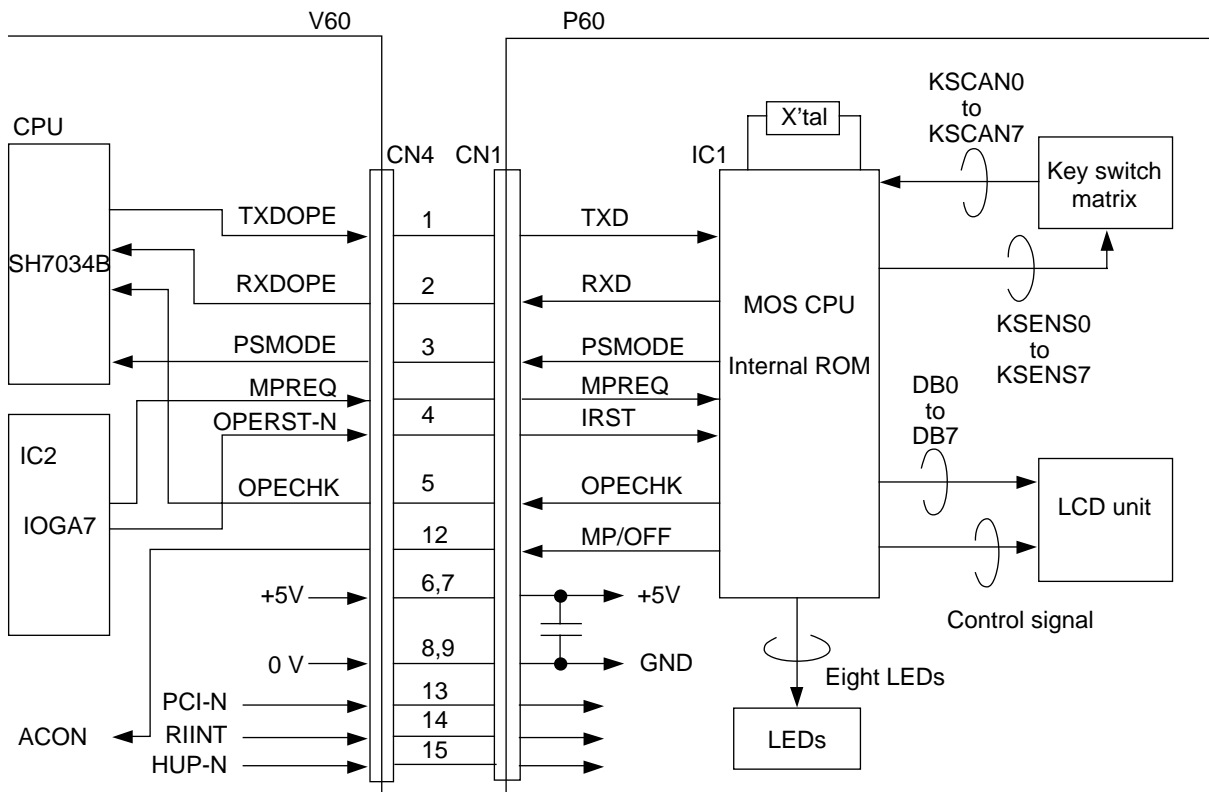 V60
P60
CPU
SH7034B
IC2
IOGA7
ACON
TXDOPE
RXDOPE
PSMODE
MPREQ
OPERST-N
OPECHK
+5V
0 V
PCI-N
RIINT
HUP-N
CN4
CN1
1
2
3
4
5
12
6,7
8,9
13
14
15
TXD
RXD
PSMODE
MPREQ
IRST
OPECHK
MP/OFF
+5V
GND
IC1
X'tal
MOS CPU
Internal ROM
KSCAN0
to
KSCAN7
Key switch
matrix
KSENS0
to
KSENS7
DB0
to
DB7
LCD unit
Control signal
Eight LEDs
LEDs